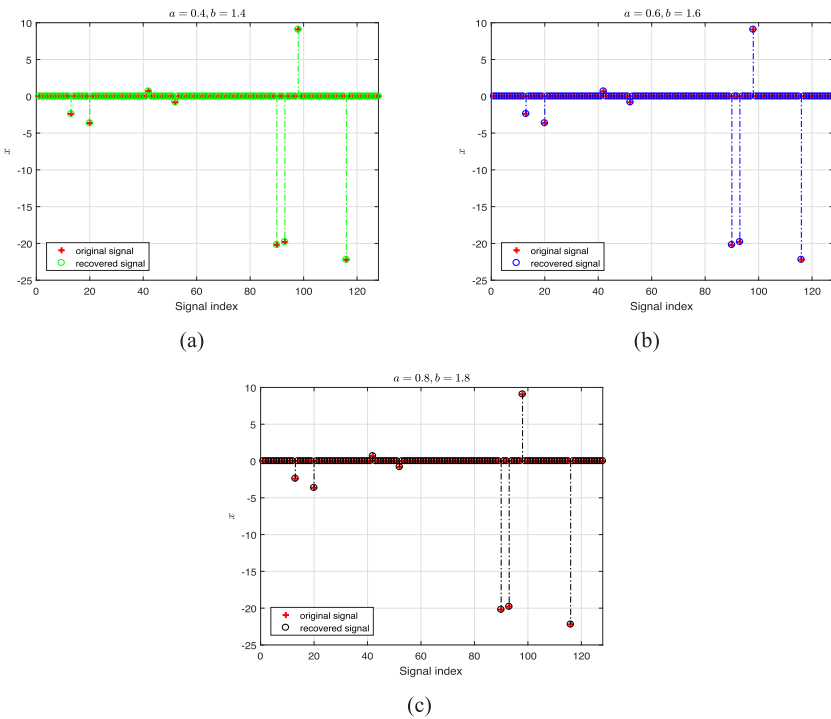 a = 0.4, b = 1.4
10
5
0
-5
-10
-15
-20
-25
x
original signal
recovered signal
0 20 40 60 80 100 120
Signal index
(a)
a = 0.6, b = 1.6
10
5
0
-5
-10
-15
-20
-25
x
original signal
recovered signal
0 20 40 60 80 100 120
Signal index
(b)
a = 0.8, b = 1.8
10
5
0
-5
-10
-15
-20
-25
x
original signal
recovered signal
0 20 40 60 80 100 120
Signal index
(c)